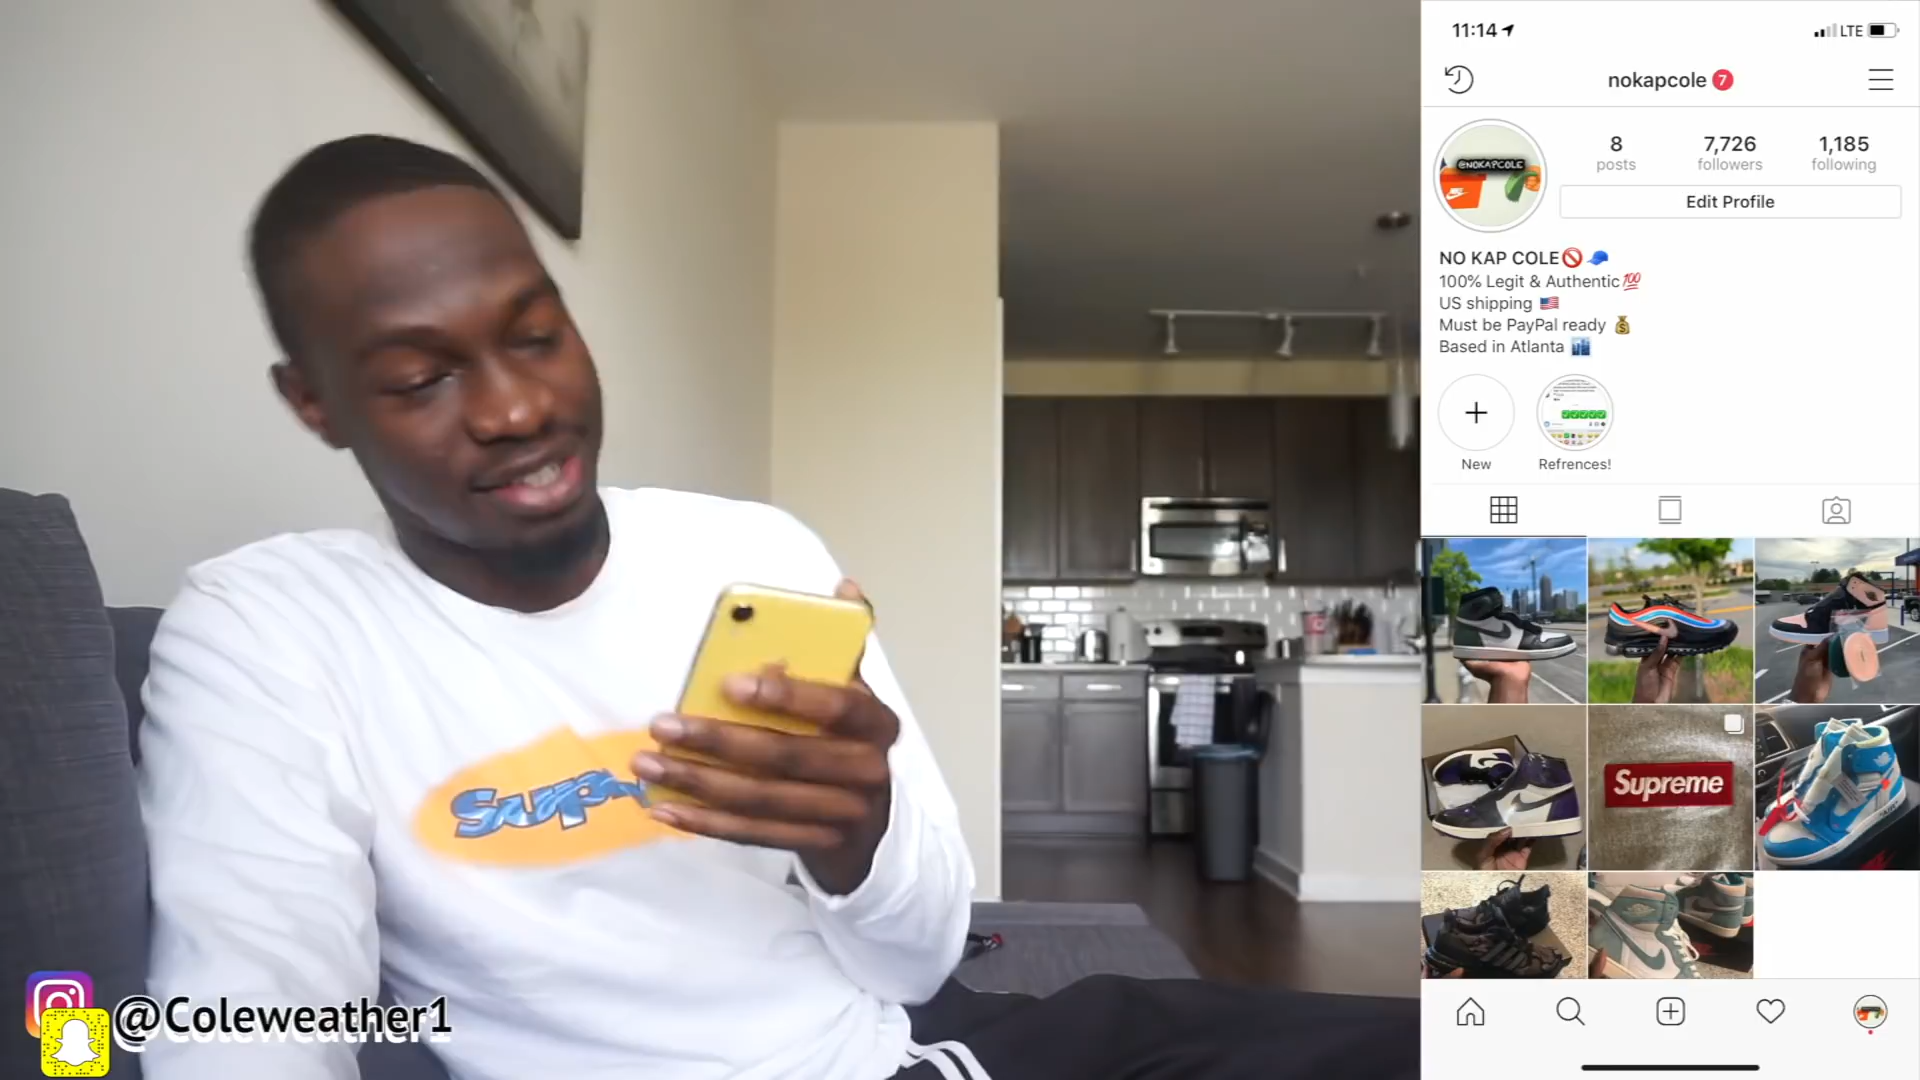 11:14
LTE
nokapcole 7
@NOKAPCOLE
8
posts
7,726
followers
1,185
following
Edit Profile
NO KAP COLE🚫🧢
100% Legit & Authentic💯
US shipping 🇺🇸
Must be PayPal ready 💰
Based in Atlanta 🏙️
New
Refrences!
Supreme
@Coleweather1